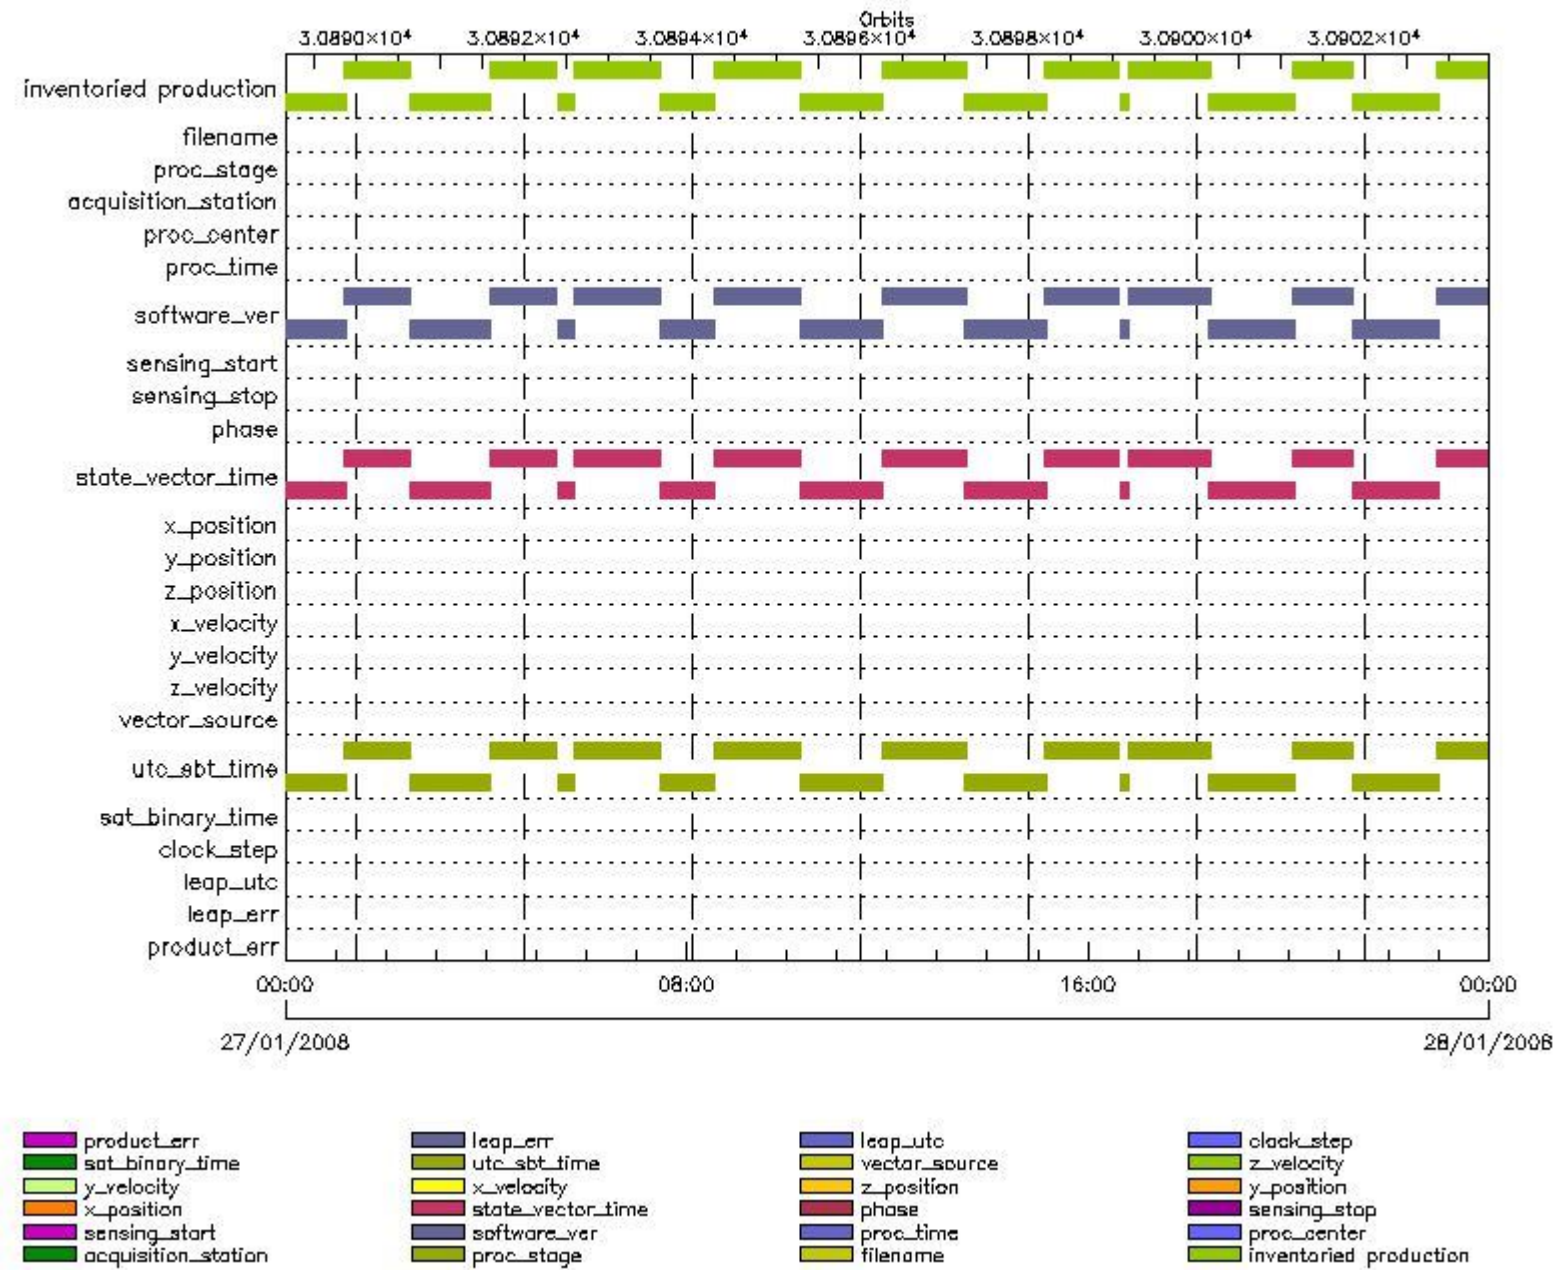 Orbits
3.0890×10⁴ 3.0892×10⁴ 3.0894×10⁴ 3.0896×10⁴ 3.0898×10⁴ 3.0900×10⁴ 3.0902×10⁴
inventoried production
filename
proc_stage
acquisition_station
proc_center
proc_time
software_ver
sensing_start
sensing_stop
phase
state_vector_time
x_position
y_position
z_position
x_velocity
y_velocity
z_velocity
vector_source
utc_sbt_time
sat_binary_time
clock_step
leap_utc
leap_err
product_err
00:00 08:00 16:00 00:00
27/01/2008 28/01/2008
product_err leap_err leap_utc clock_step
sat_binary_time utc_sbt_time vector_source z_velocity
y_velocity x_velocity z_position y_position
x_position state_vector_time phase sensing_stop
sensing_start software_ver proc_time proc_center
acquisition_station proc_stage filename inventoried production